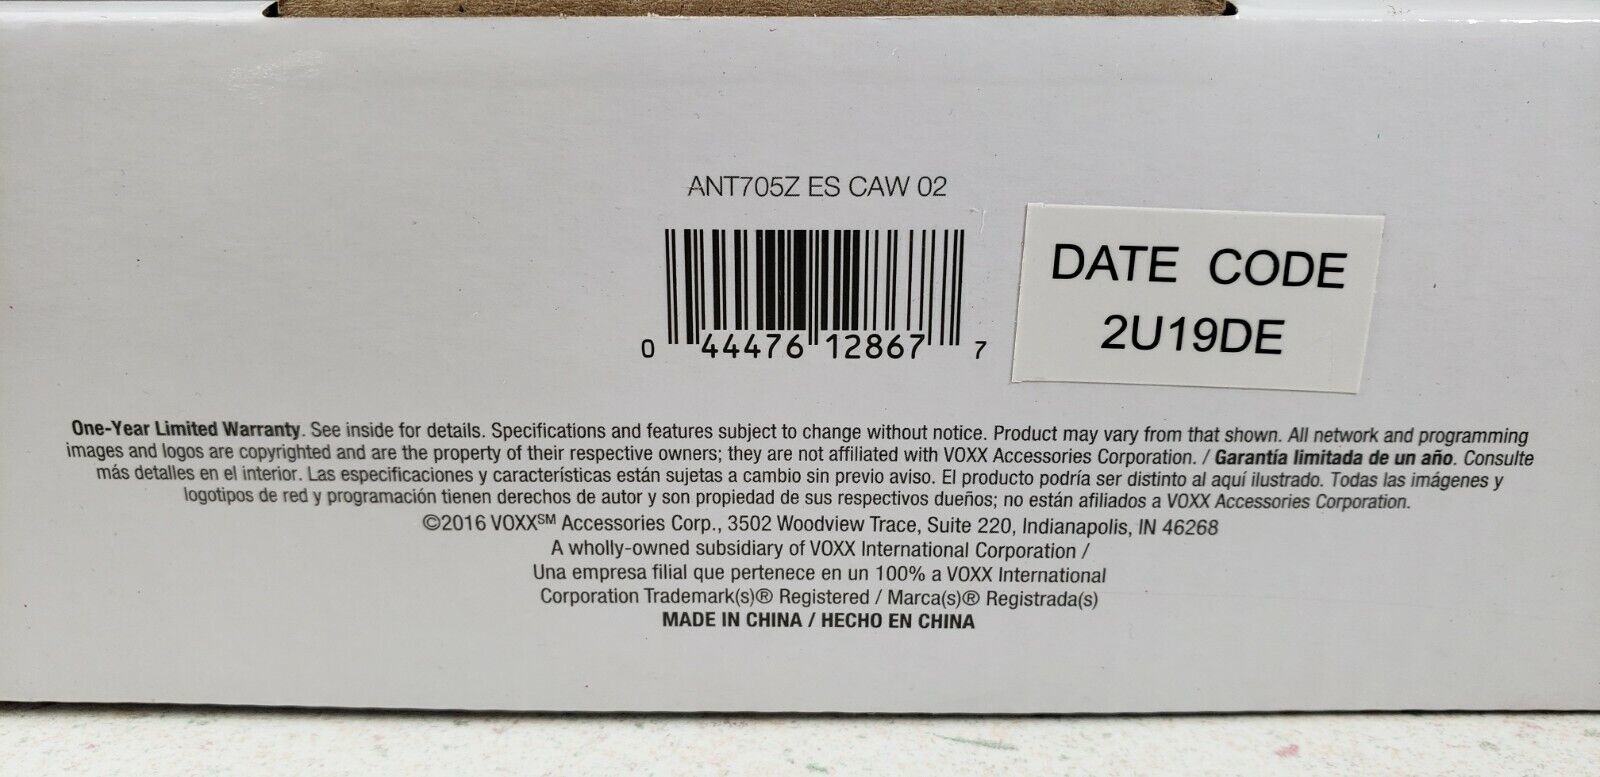 ANT705Z ES CAW 02
0 44476 12867 7
DATE CODE
2U19DE
One-Year Limited Warranty. See inside for details. Specifications and features subject to change without notice. Product may vary from that shown. All network and programming
images and logos are copyrighted and are the property of their respective owners; they are not affiliated with VOXX Accessories Corporation. / Garantía limitada de un año. Consulte
más detalles en el interior. Las especificaciones y características están sujetas a cambio sin previo aviso. El producto podría ser distinto al aquí ilustrado. Todas las imágenes y
logotipos de red y programación tienen derechos de autor y son propiedad de sus respectivos dueños; no están afiliados a VOXX Accessories Corporation.
©2016 VOXX℠ Accessories Corp., 3502 Woodview Trace, Suite 220, Indianapolis, IN 46268
A wholly-owned subsidiary of VOXX International Corporation /
Una empresa filial que pertenece en un 100% a VOXX International
Corporation Trademark(s)® Registered / Marca(s)® Registrada(s)
MADE IN CHINA / HECHO EN CHINA